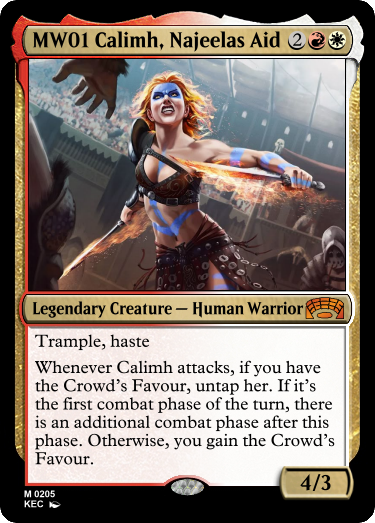 MW01 Calimh, Najeelas Aid 2
Legendary Creature — Human Warrior
Trample, haste
Whenever Calimh attacks, if you have
the Crowd's Favour, untap her. If it's
the first combat phase of the turn, there
is an additional combat phase after this
phase. Otherwise, you gain the Crowd's
Favour.
4/3
M 0205
KEC